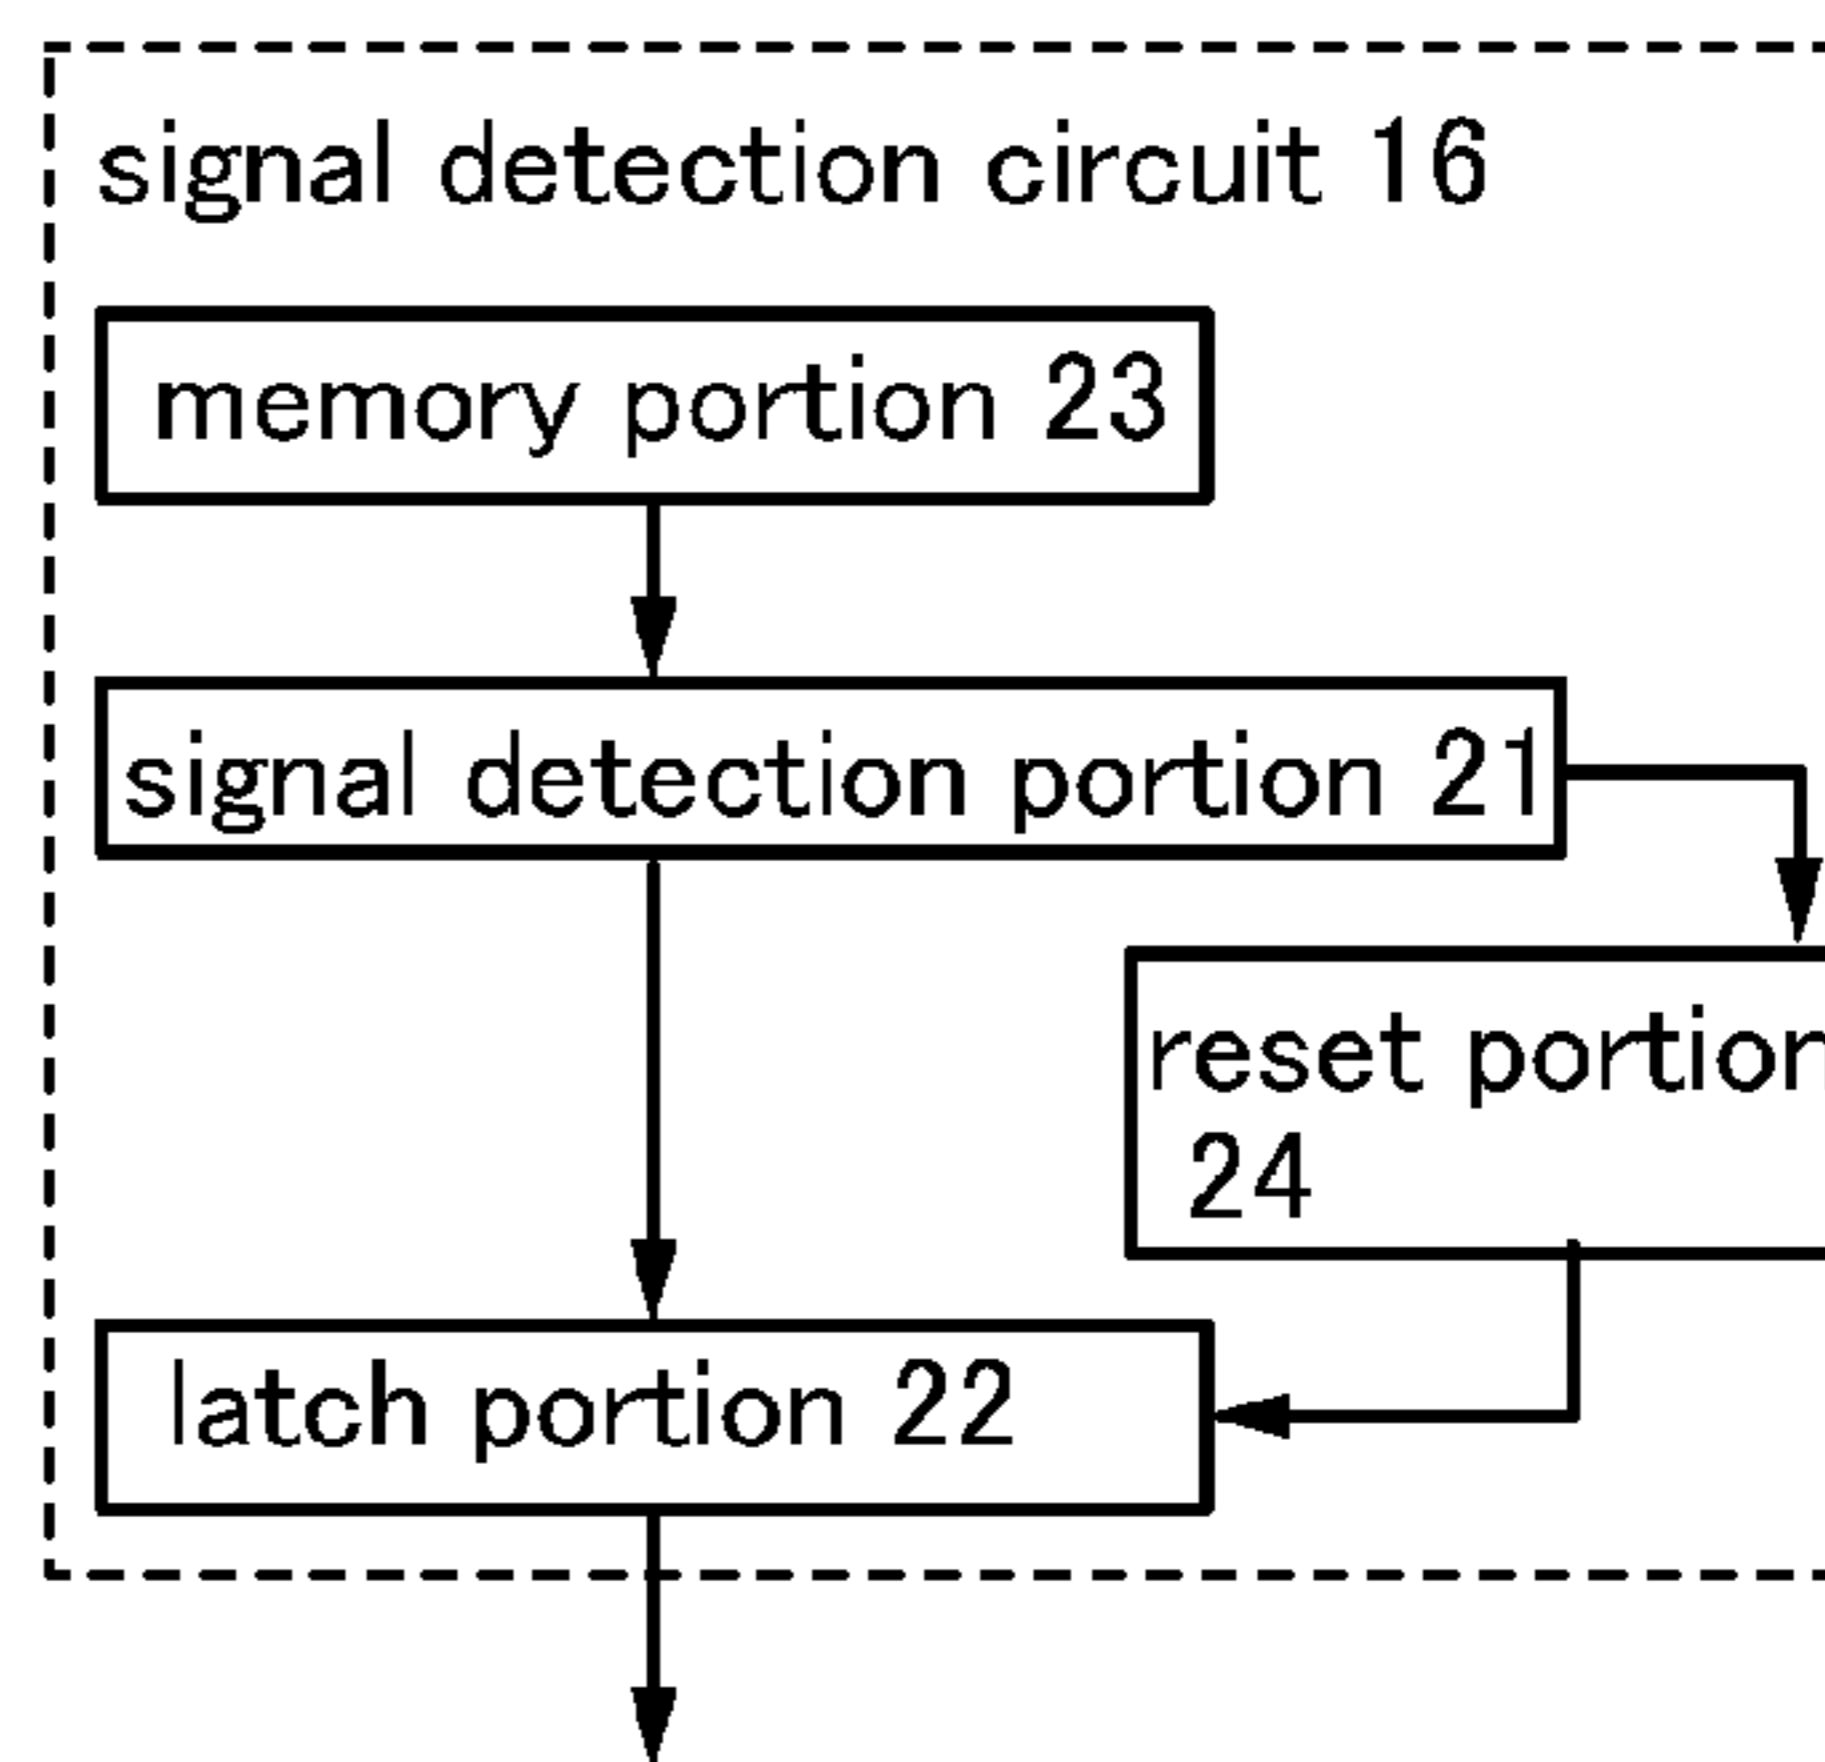 signal detection circuit 16
memory portion 23
signal detection portion 21
reset portion
24
latch portion 22